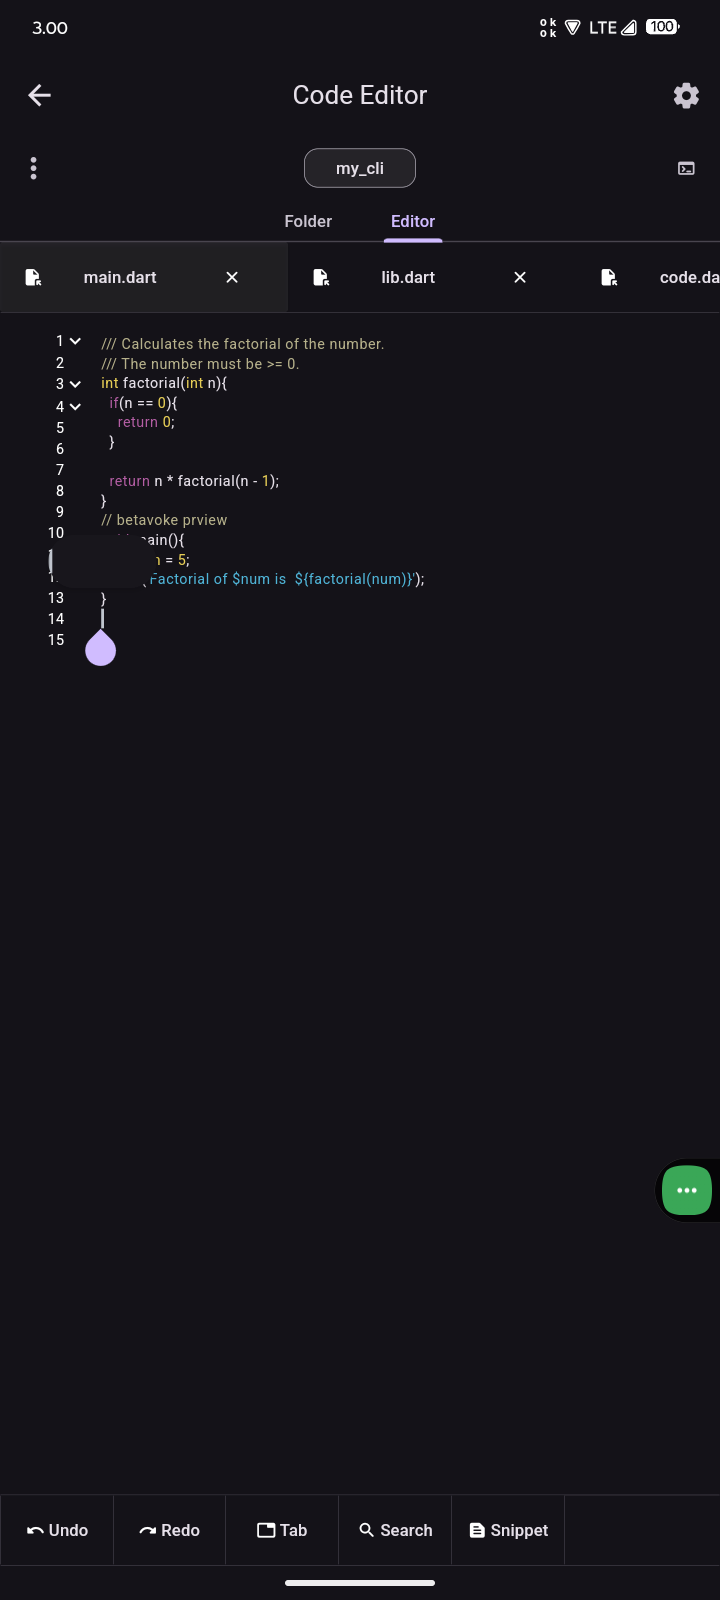 3.00
o k
o k
LTE
100
Code Editor
my_cli
Folder
Editor
main.dart
lib.dart
code.da
1 /// Calculates the factorial of the number.
2 /// The number must be >= 0.
3 int factorial(int n){
4 if(n == 0){
5 return 0;
6 }
7
8 return n * factorial(n - 1);
9 }
10 // betavoke prview
ain(){
= 5;
Factorial of $num is ${factorial(num)}');
13 }
14
15
Undo
Redo
Tab
Search
Snippet